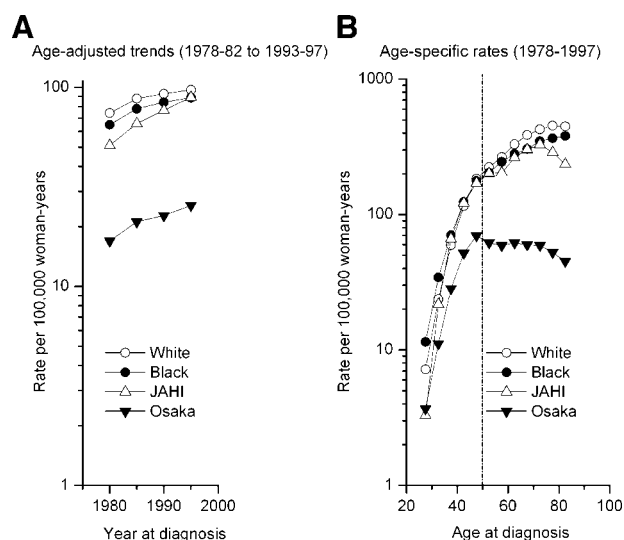 A
Age-adjusted trends (1978-82 to 1993-97)
100
10
1
Rate per 100,000 woman-years
White
Black
JAHI
Osaka
1980 1990 2000
Year at diagnosis
B
Age-specific rates (1978-1997)
1000
100
10
1
Rate per 100,000 woman-years
White
Black
JAHI
Osaka
20 40 60 80 100
Age at diagnosis